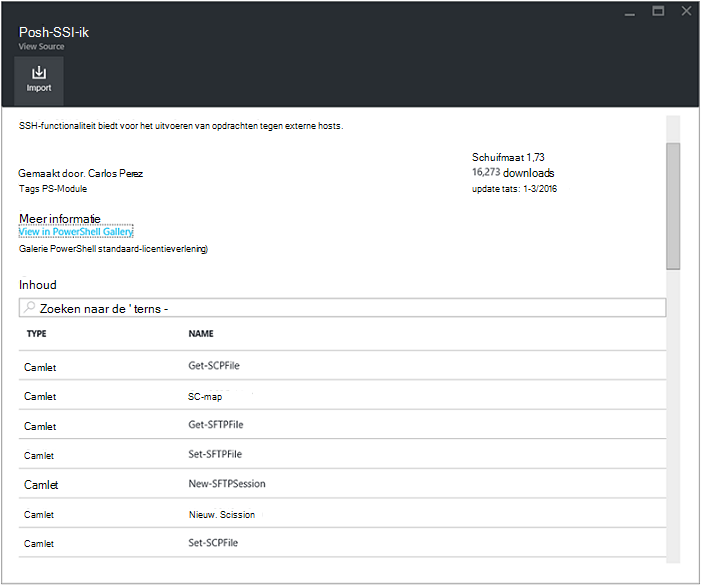 Posh-SSI-ik
View Source
Import
SSH-functionaliteit biedt voor het uitvoeren van opdrachten tegen externe hosts.
Gemaakt door. Carlos Perez
Tags PS-Module
Schuifmaat 1,73
16,273 downloads
update tats: 1-3/2016
Meer informatie
View in PowerShell Gallery
Galerie PowerShell standaard-licentieverlening)
Inhoud
Zoeken naar de ' terns -
TYPE NAME
Camlet Get-SCPFile
Camlet SC-map
Camlet Get-SFTPFile
Camlet Set-SFTPFile
Camlet New-SFTPSession
Camlet Nieuw. Scission
Camlet Set-SCPFile